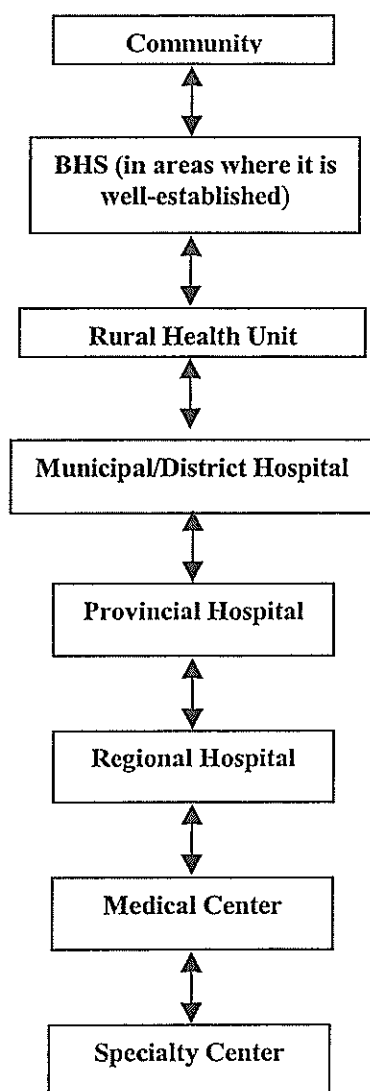 Community
BHS (in areas where it is
well-established)
Rural Health Unit
Municipal/District Hospital
Provincial Hospital
Regional Hospital
Medical Center
Specialty Center